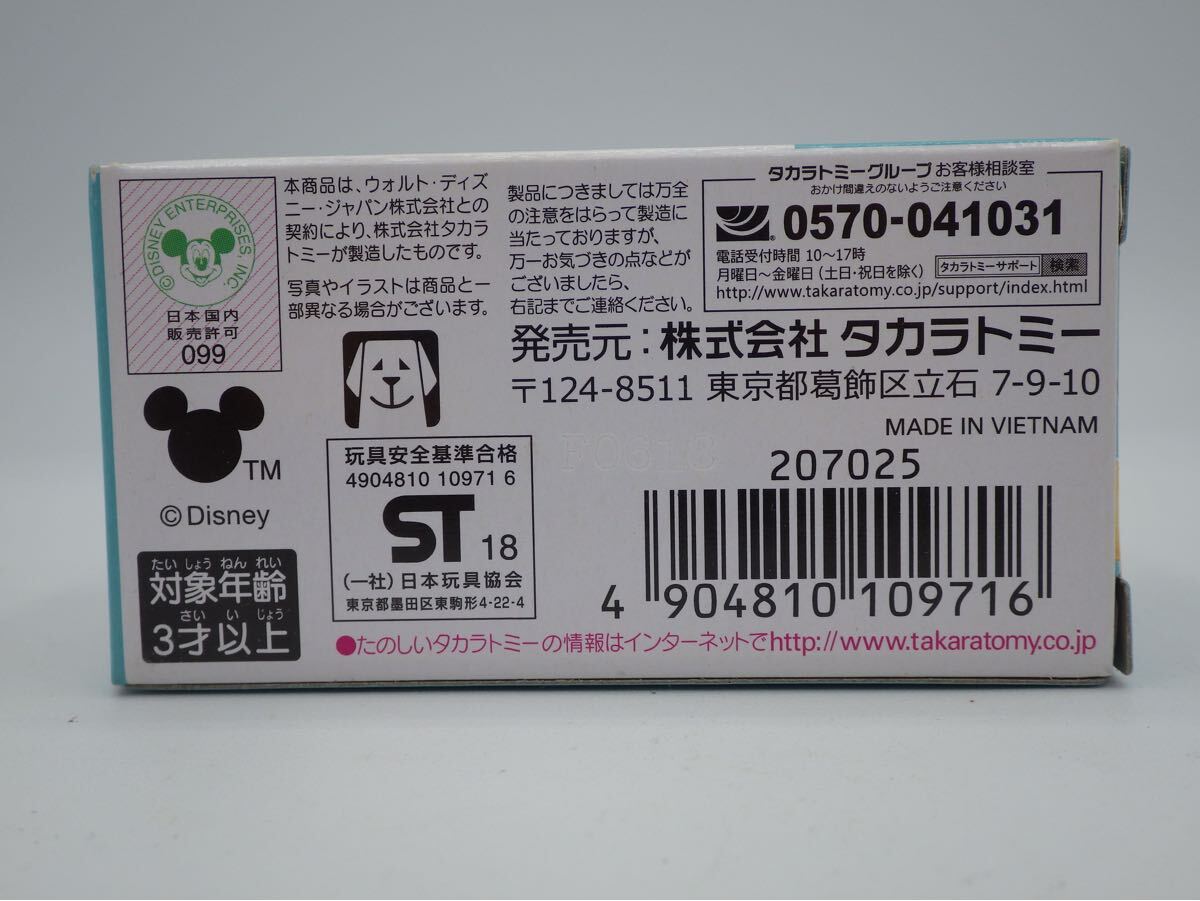 ©DISNEY ENTERPRISES, INC.
日本国内
販売許可
099
本商品は、ウォルト・ディズ
ニー・ジャパン株式会社との
契約により、株式会社タカラ
トミーが製造したものです。
写真やイラストは商品と一
部異なる場合がございます。
製品につきましては万全
の注意をはらって製造に
当たっておりますが、
万一お気づきの点などが
ございましたら、
右記までご連絡ください。
タカラトミーグループ お客様相談室
おかけ間違えのないようご注意ください
0570-041031
電話受付時間 10〜17時
月曜日〜金曜日（土日・祝日を除く）
タカラトミーサポート 検索
http://www.takaratomy.co.jp/support/index.html
発売元：株式会社 タカラトミー
〒124-8511 東京都葛飾区立石 7-9-10
MADE IN VIETNAM
F0618
TM
©Disney
たい しょう ねん れい
対象年齢
さい い じょう
3才以上
玩具安全基準合格
4904810 10971 6
ST 18
(一社)日本玩具協会
東京都墨田区東駒形4-22-4
207025
4 904810 109716
●たのしいタカラトミーの情報はインターネットでhttp://www.takaratomy.co.jp